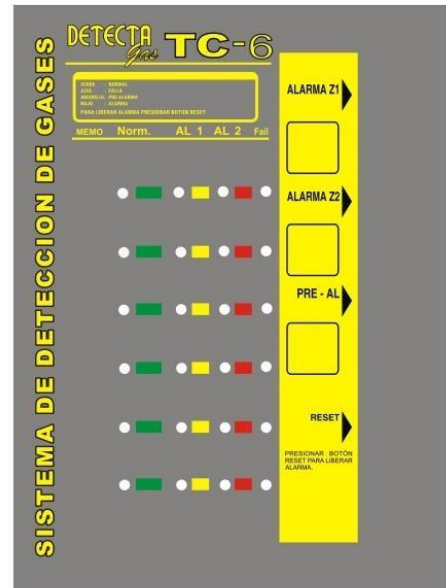 SISTEMA DE DETECCION DE GASES
DETECTA
Gas
TC-6
VERDE : NORMAL
AZUL : FALLA
AMARILLO : PRE ALARMA
ROJO : ALARMA
PARA LIBERAR ALARMA PRESIONAR BOTON RESET
MEMO Norm. AL 1 AL 2 Fail
ALARMA Z1
ALARMA Z2
PRE - AL
RESET
PRESIONAR BOTÓN
RESET PARA LIBERAR
ALARMA.